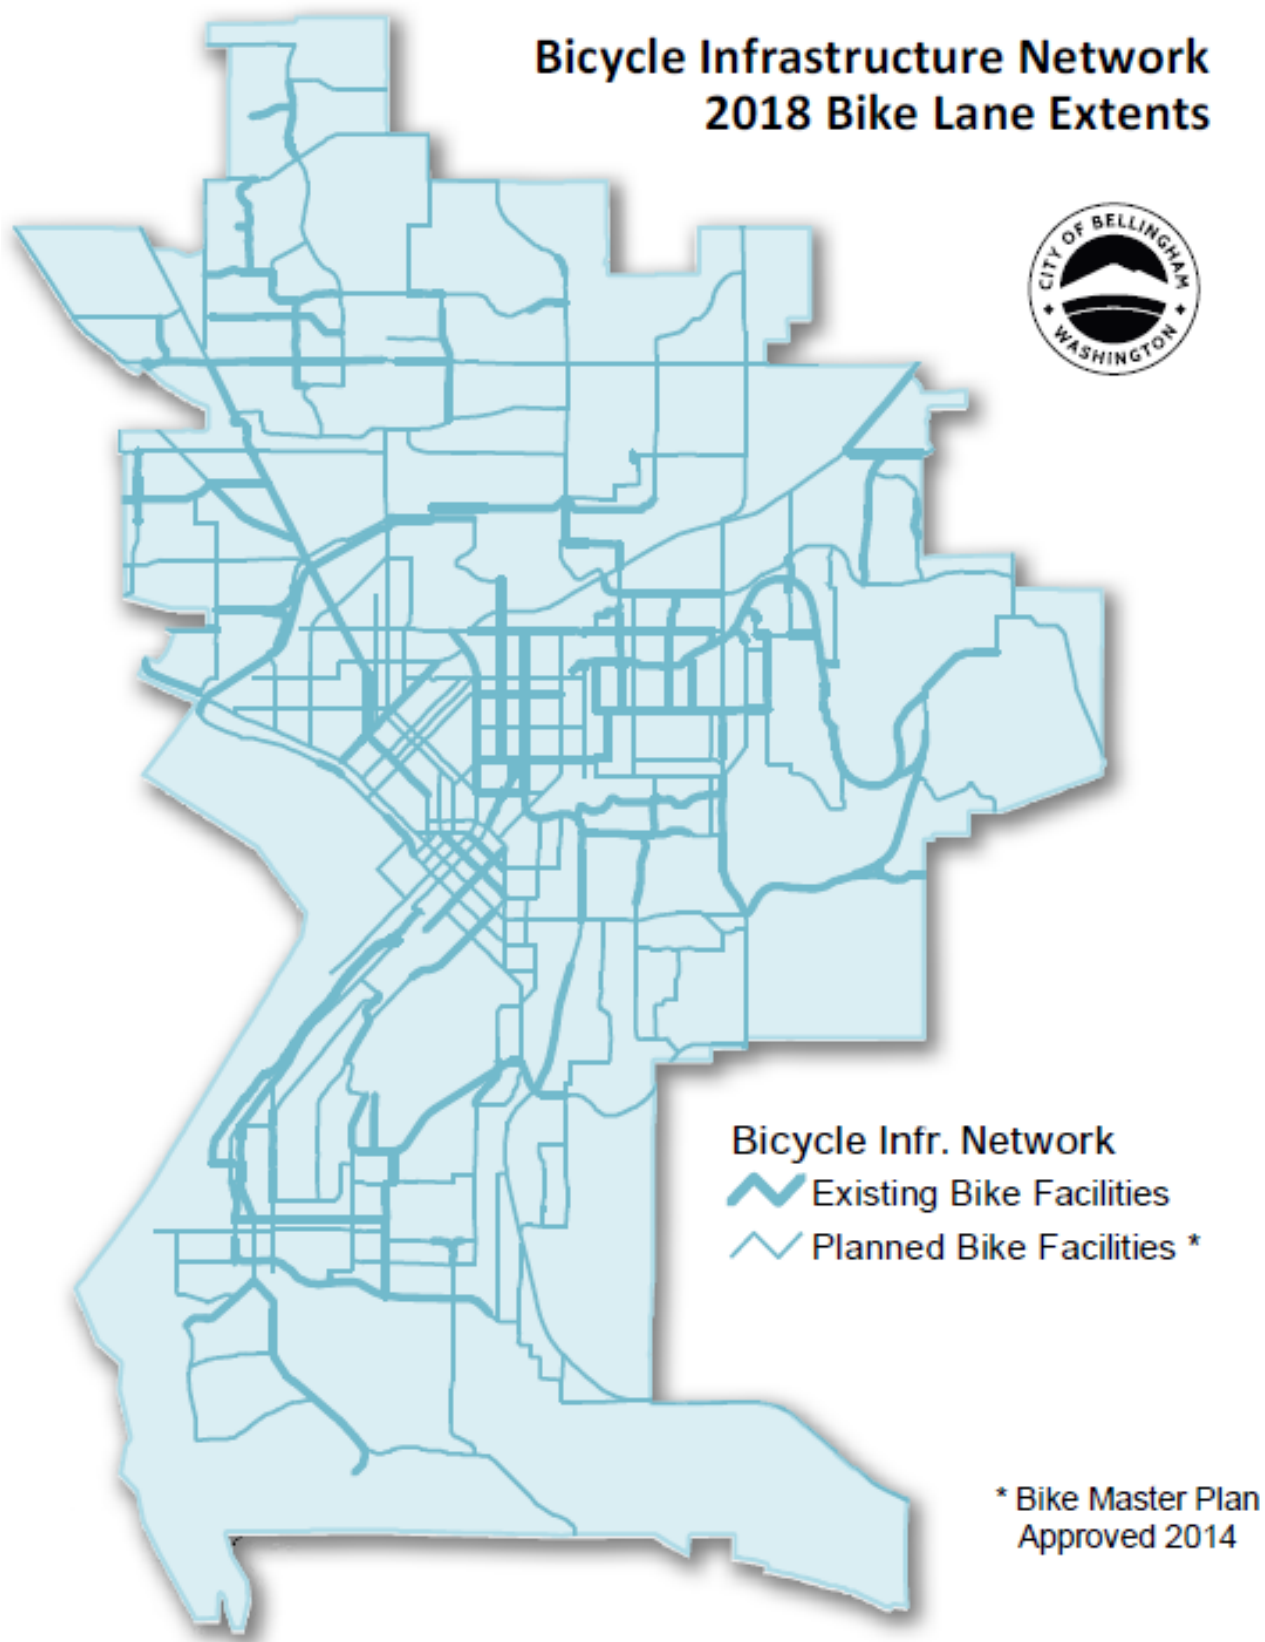 Bicycle Infrastructure Network
2018 Bike Lane Extents
CITY OF BELLINGHAM
WASHINGTON
Bicycle Infr. Network
Existing Bike Facilities
Planned Bike Facilities *
* Bike Master Plan
Approved 2014